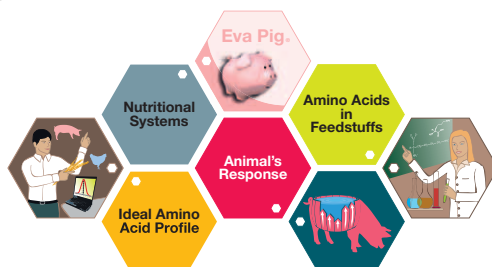 Eva Pig®
Nutritional
Systems
Amino Acids
in
Feedstuffs
Animal's
Response
Ideal Amino
Acid Profile